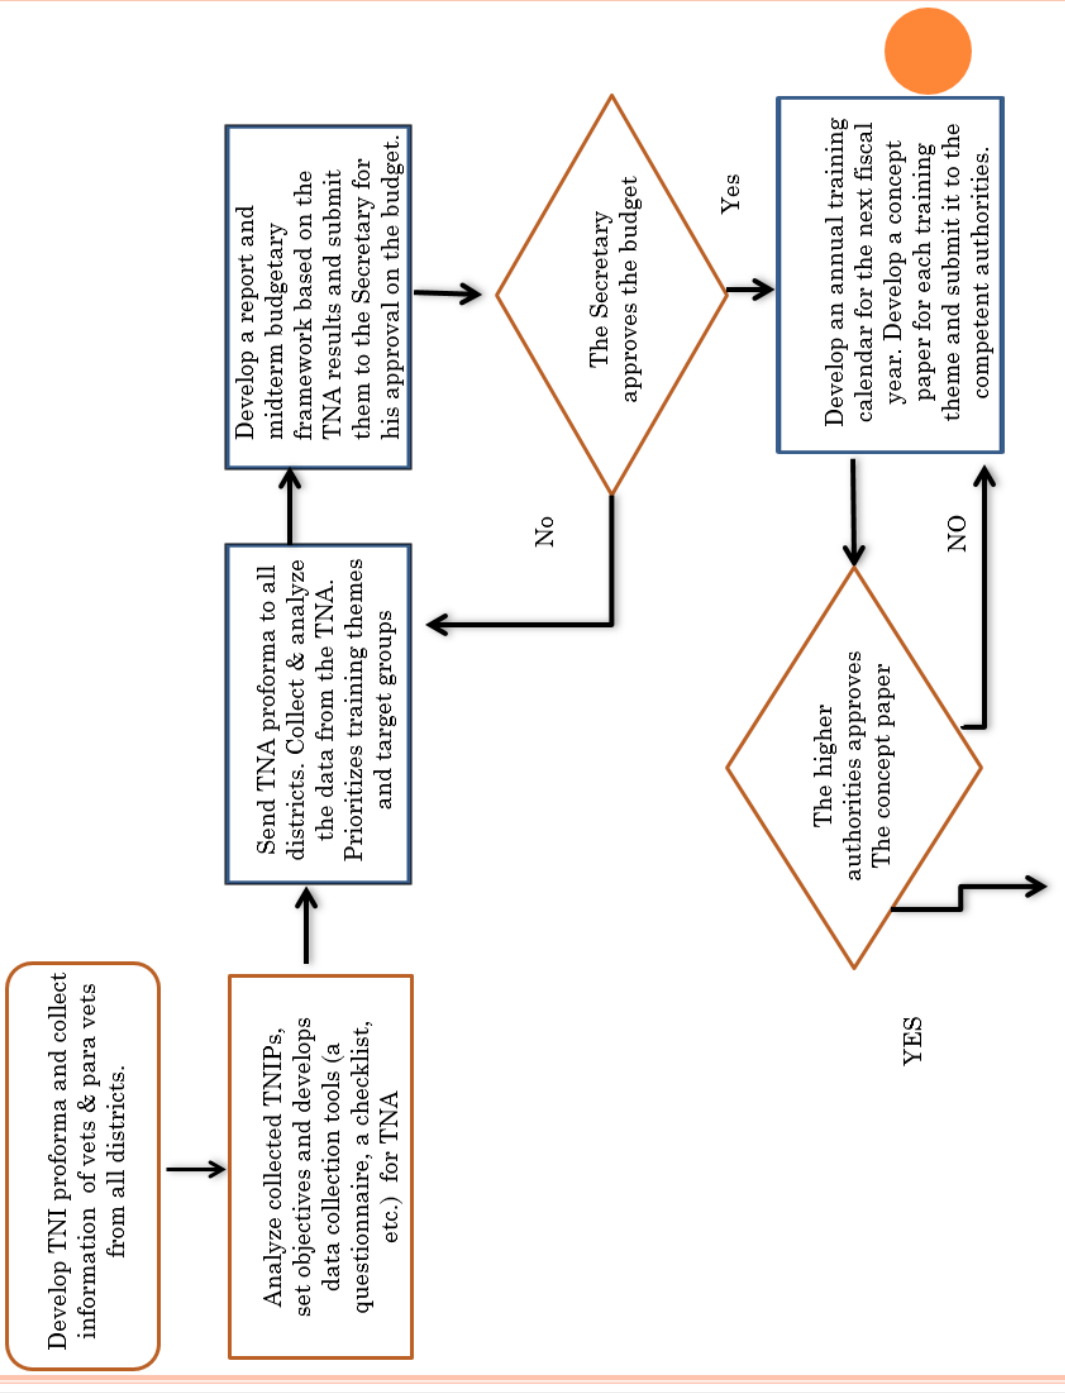 Develop TNI proforma and collect
information of vets & para vets
from all districts.
Analyze collected TNIPs,
set objectives and develops
data collection tools (a
questionnaire, a checklist,
etc.) for TNA
Send TNA proforma to all
districts. Collect & analyze
the data from the TNA.
Prioritizes training themes
and target groups
Develop a report and
midterm budgetary
framework based on the
TNA results and submit
them to the Secretary for
his approval on the budget.
The Secretary
approves the budget
No
Yes
Develop an annual training
calendar for the next fiscal
year. Develop a concept
paper for each training
theme and submit it to the
competent authorities.
The higher
authorities approves
The concept paper
NO
YES